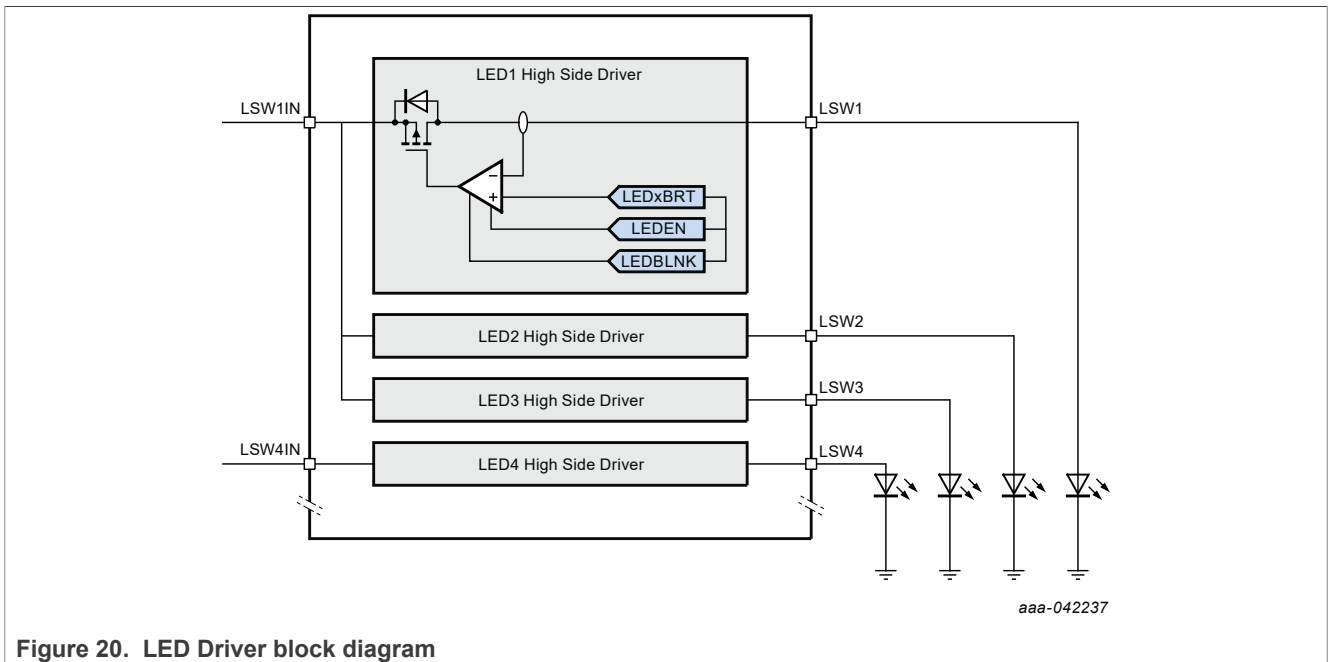 LED1 High Side Driver
LSW1IN
LSW1
−
+
LEDxBRT
LEDEN
LEDBLNK
LSW2
LED2 High Side Driver
LSW3
LED3 High Side Driver
LSW4IN
LSW4
LED4 High Side Driver
aaa-042237
Figure 20. LED Driver block diagram